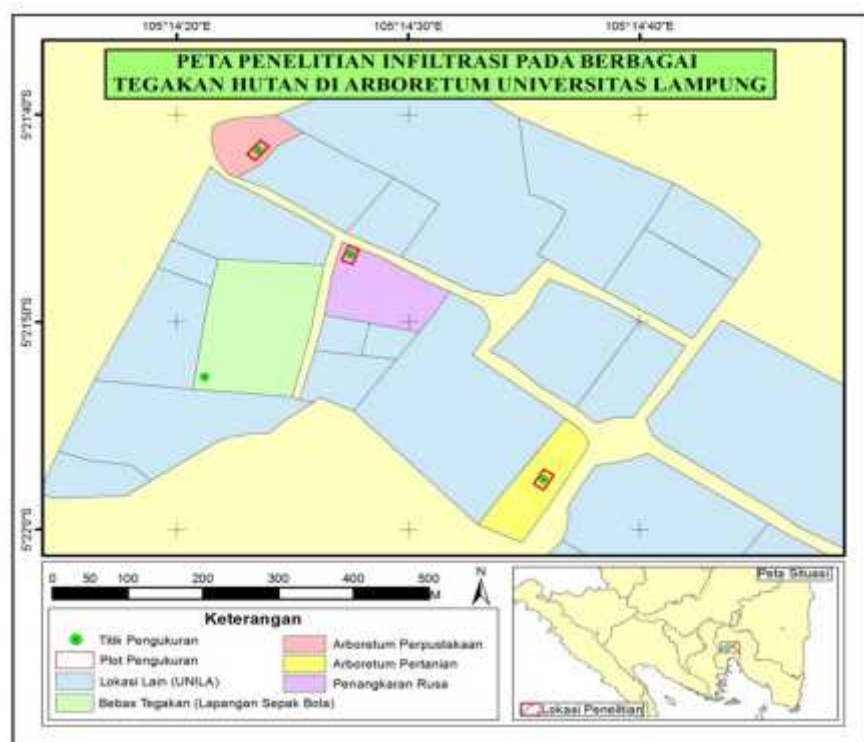 105°14'20"E 105°14'30"E 105°14'40"E
PETA PENELITIAN INFILTRASI PADA BERBAGAI
TEGAKAN HUTAN DI ARBORETUM UNIVERSITAS LAMPUNG
5°21'40"S
5°21'50"S
5°22'0"S
0 50 100 200 300 400 500
M
N
Keterangan
Titik Pengukuran
Plot Pengukuran
Lokasi Lain (UNILA)
Bebas Tegakan (Lapangan Sepak Bola)
Arboretum Perpustakaan
Arboretum Pertanian
Penangkaran Rusa
Peta Situasi
Lokasi Penelitian